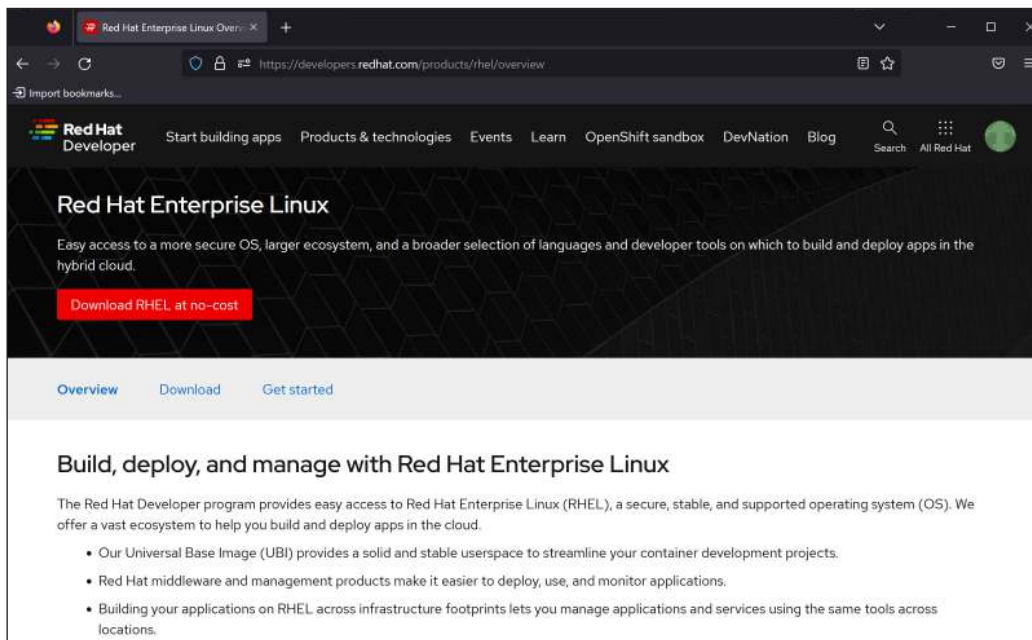 Red Hat Enterprise Linux Over
Import bookmarks...
https://developers.redhat.com/products/rhel/overview
Red Hat
Developer
Start building apps
Products & technologies
Events
Learn
OpenShift sandbox
DevNation
Blog
Search
All Red Hat
Red Hat Enterprise Linux
Easy access to a more secure OS, larger ecosystem, and a broader selection of languages and developer tools on which to build and deploy apps in the
hybrid cloud.
Download RHEL at no-cost
Overview
Download
Get started
Build, deploy, and manage with Red Hat Enterprise Linux
The Red Hat Developer program provides easy access to Red Hat Enterprise Linux (RHEL), a secure, stable, and supported operating system (OS). We
offer a vast ecosystem to help you build and deploy apps in the cloud.
• Our Universal Base Image (UBI) provides a solid and stable userspace to streamline your container development projects.
• Red Hat middleware and management products make it easier to deploy, use, and monitor applications.
• Building your applications on RHEL across infrastructure footprints lets you manage applications and services using the same tools across
locations.